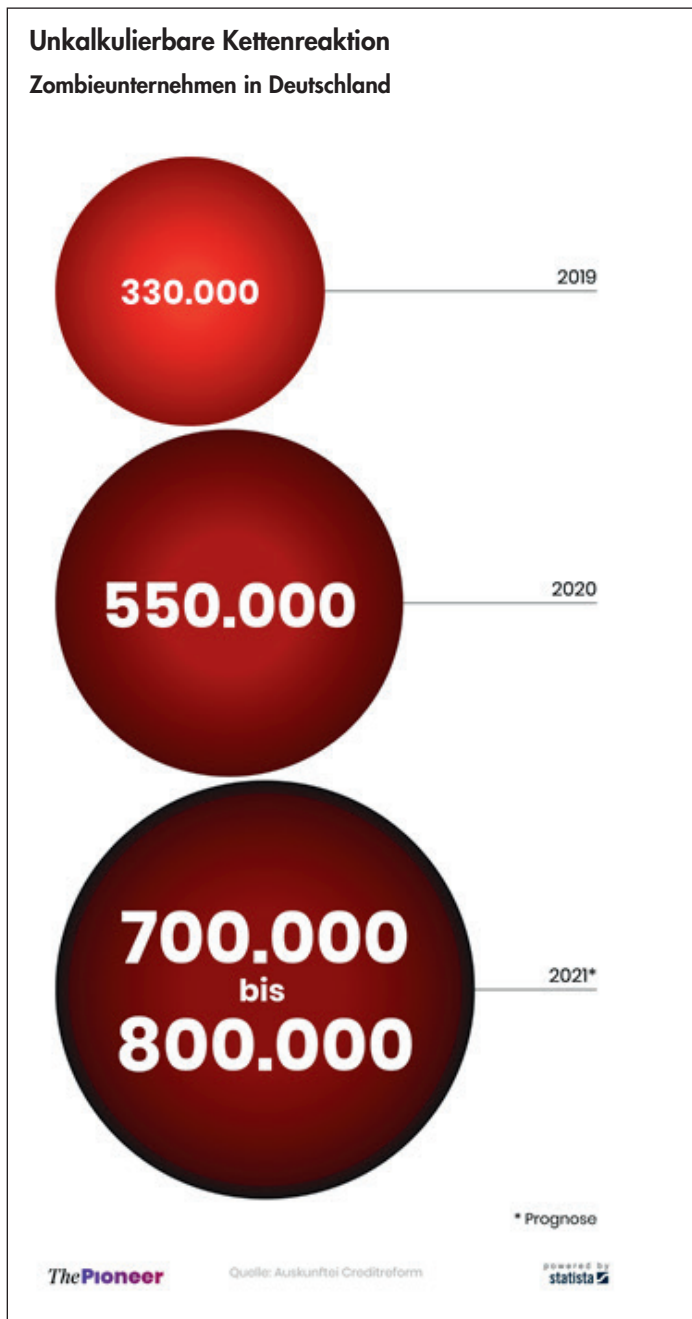 Unkalkulierbare Kettenreaktion
Zombieunternehmen in Deutschland
330.000
2019
550.000
2020
700.000
bis
800.000
2021*
* Prognose
ThePioneer
Quelle: Auskunftei Creditreform
powered by
statista